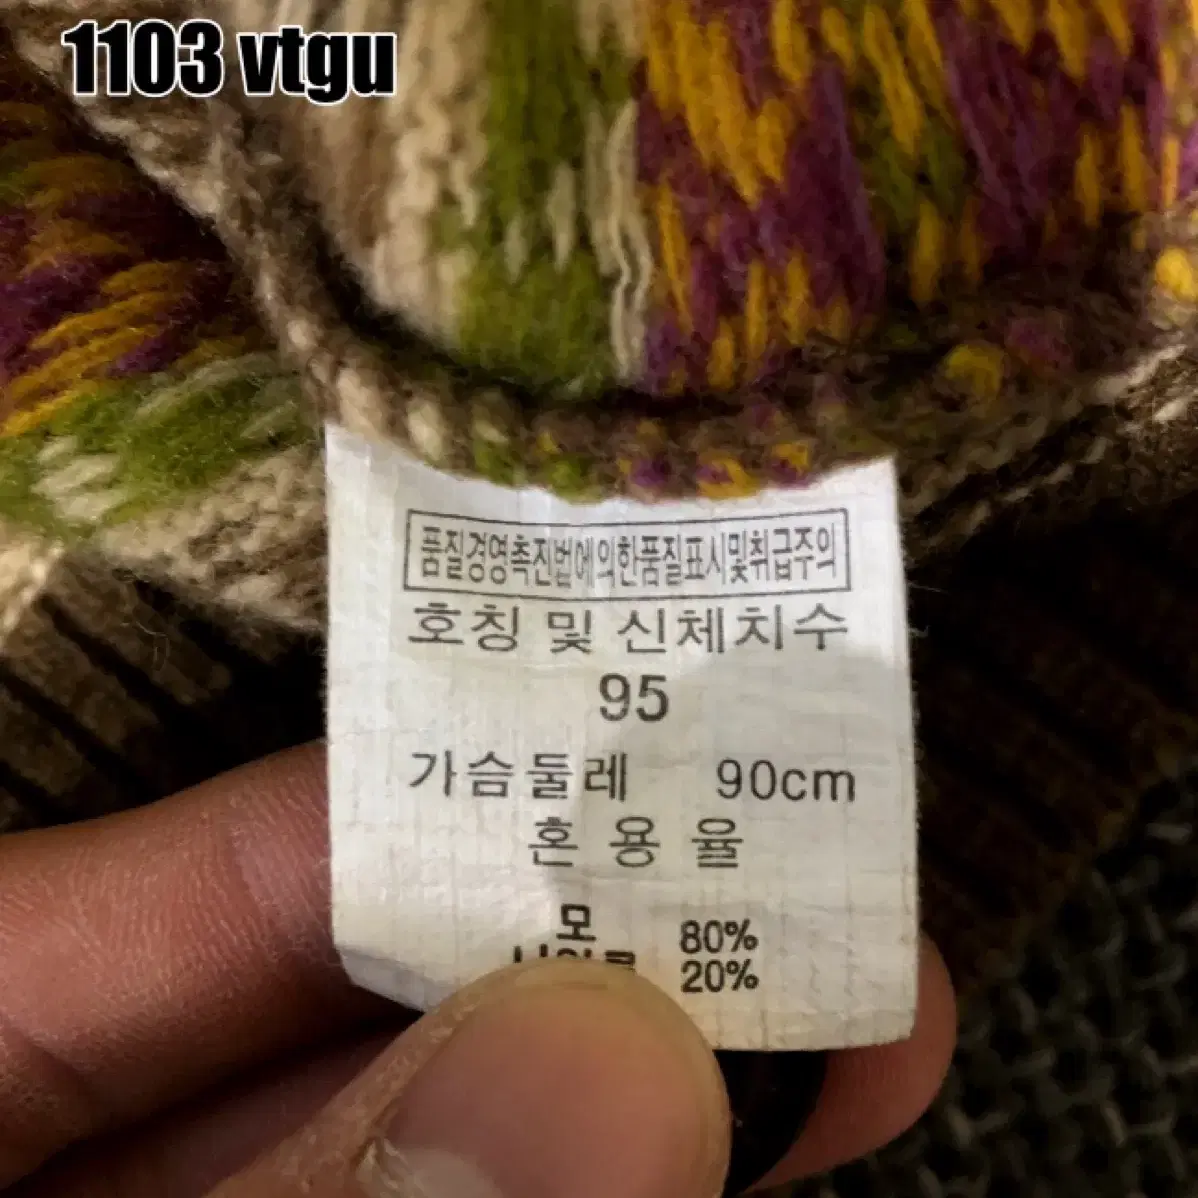 1103 vtgu
품질경영촉진법에의한품질표시및취급주의
호칭 및 신체치수
95
가슴둘레 90cm
혼 용 율
모 80%
20%